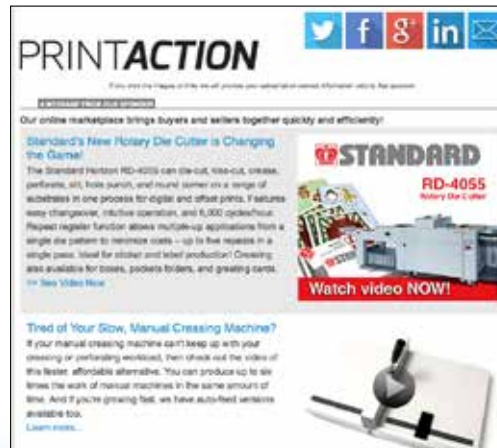 PRINTACTION
A MESSAGE FROM OUR SPONSOR
Our online marketplace brings buyers and sellers together quickly and efficiently!
Standard's New Rotary Die Cutter is Changing
the Game!
The Standard Horizon RD-4055 can die-cut, kiss-cut, crease,
perforate, slit, hole punch, and round corner on a range of
substrates in one process for digital and offset prints. Features
easy changeover, intuitive operation, and 6,000 cycles/hour.
Repeat register function allows multiple-up applications from a
single die pattern to minimize costs – up to five repeats in a
single pass. Ideal for sticker and label production! Creasing
also available for boxes, pockets folders, and greeting cards.
>> See Video Now
STANDARD
RD-4055
Rotary Die Cutter
Watch video NOW!
Tired of Your Slow, Manual Creasing Machine?
If your manual creasing machine can't keep up with your
creasing or perforating workload, then check out the video of
this faster, affordable alternative. You can produce up to six
times the work of manual machines in the same amount of
time. And if you're growing fast, we have auto-feed versions
available too.
Learn more...